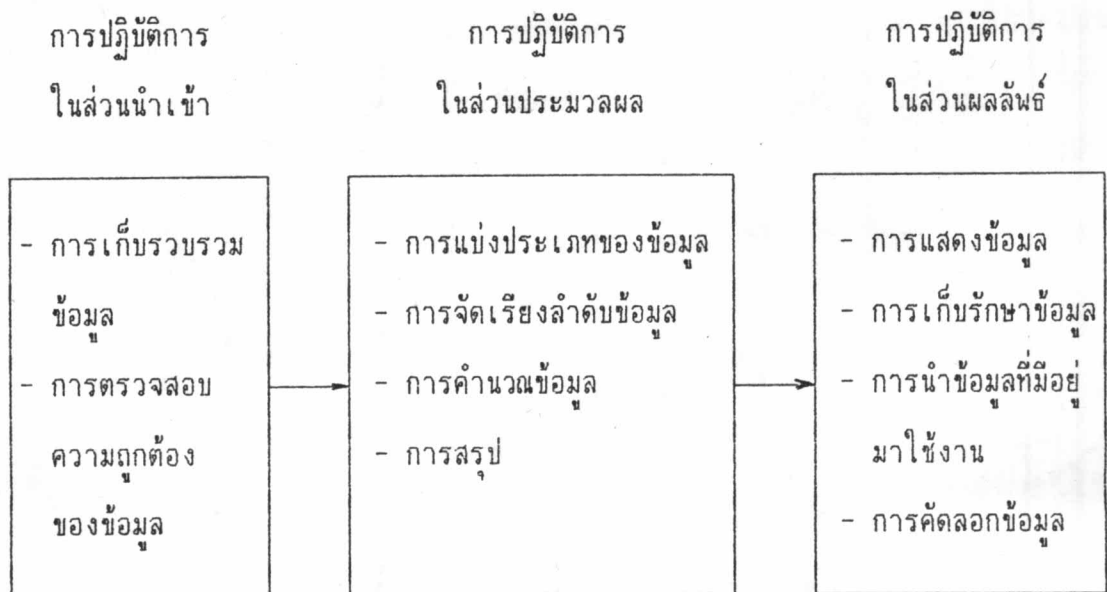 การปฏิบัติการ
ในส่วนนำเข้า
การปฏิบัติการ
ในส่วนประมวลผล
การปฏิบัติการ
ในส่วนผลลัพธ์
- การเก็บรวบรวม
ข้อมูล
- การตรวจสอบ
ความถูกต้อง
ของข้อมูล
- การแบ่งประเภทของข้อมูล
- การจัดเรียงลำดับข้อมูล
- การคำนวณข้อมูล
- การสรุป
- การแสดงข้อมูล
- การเก็บรักษาข้อมูล
- การนำข้อมูลที่มีอยู่
มาใช้งาน
- การคัดลอกข้อมูล